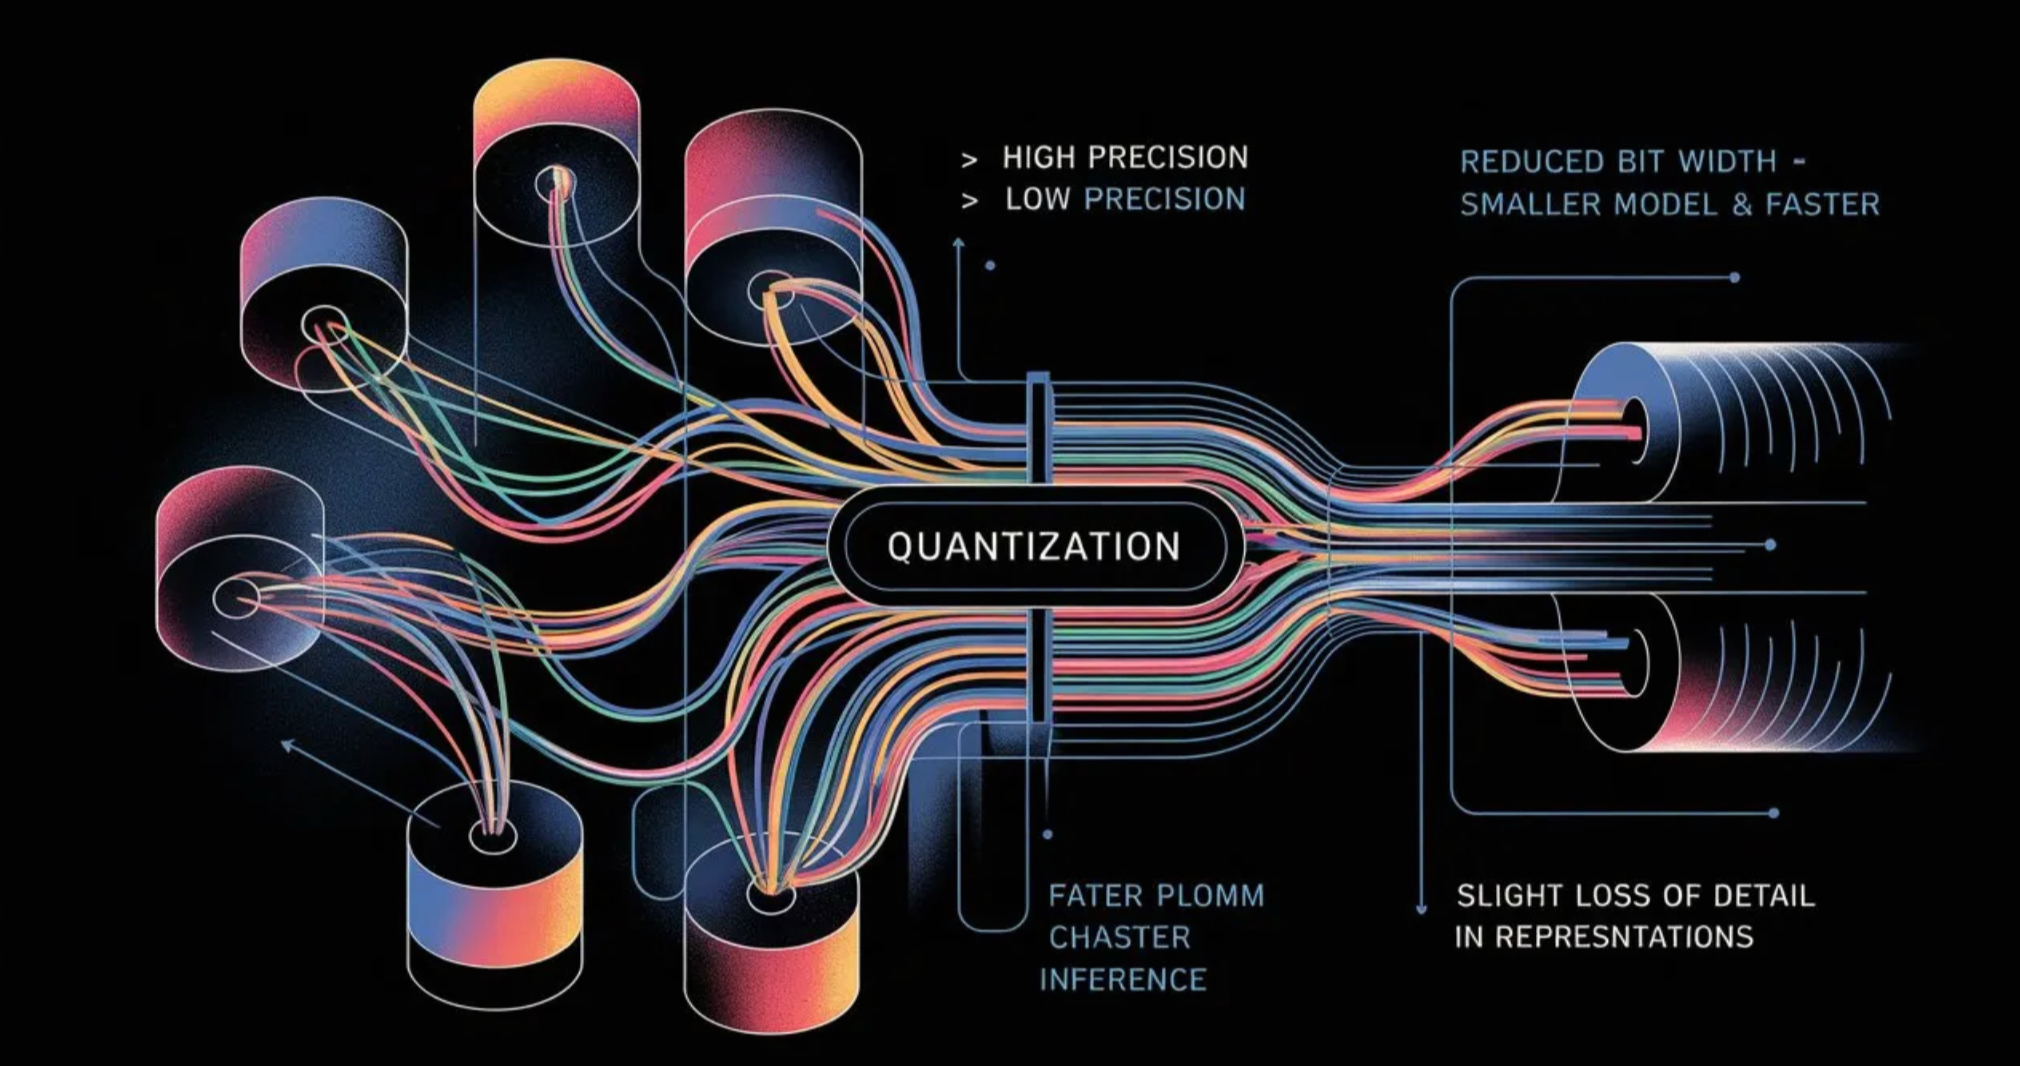 > HIGH PRECISION
> LOW PRECISION
REDUCED BIT WIDTH -
SMALLER MODEL & FASTER
QUANTIZATION
FATER PLOMM
CHASTER
INFERENCE
SLIGHT LOSS OF DETAIL
IN REPRESNTATIONS